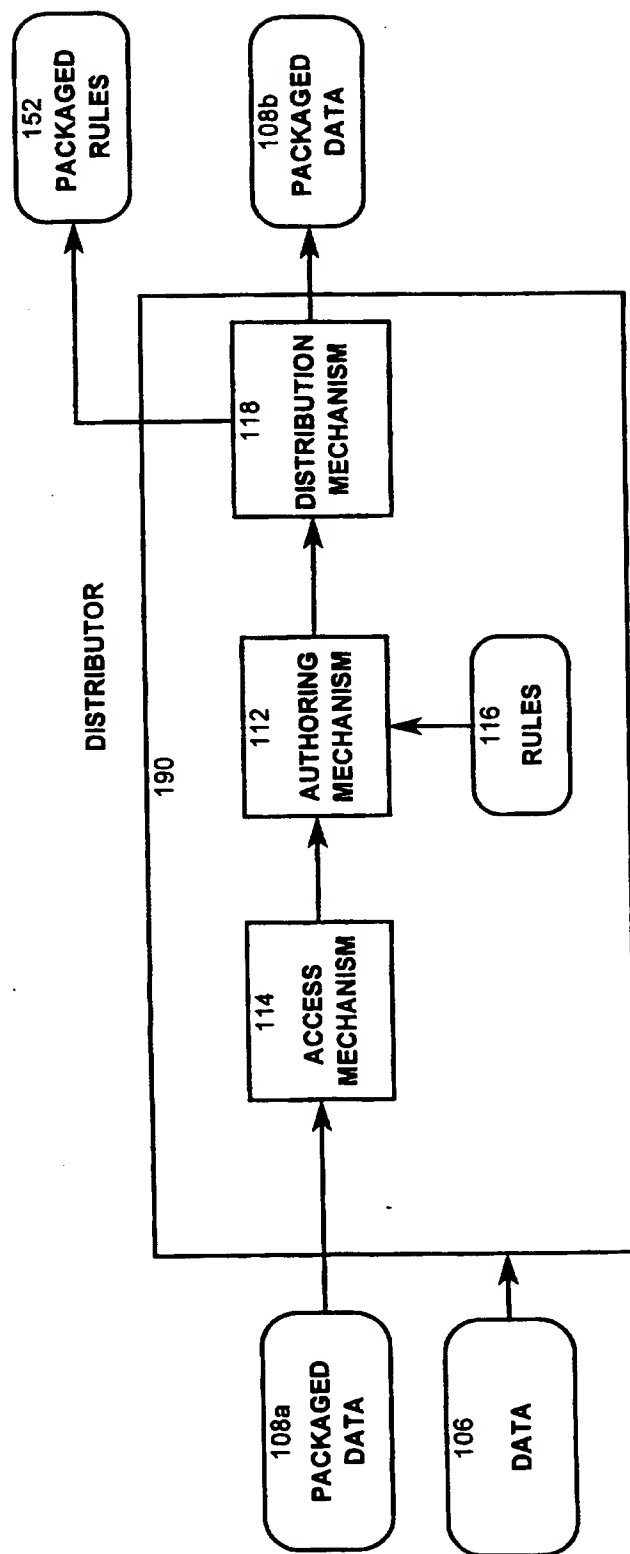 DISTRIBUTOR
190
108a
PACKAGED
DATA
106
DATA
114
ACCESS
MECHANISM
112
AUTHORING
MECHANISM
116
RULES
118
DISTRIBUTION
MECHANISM
152
PACKAGED
RULES
108b
PACKAGED
DATA